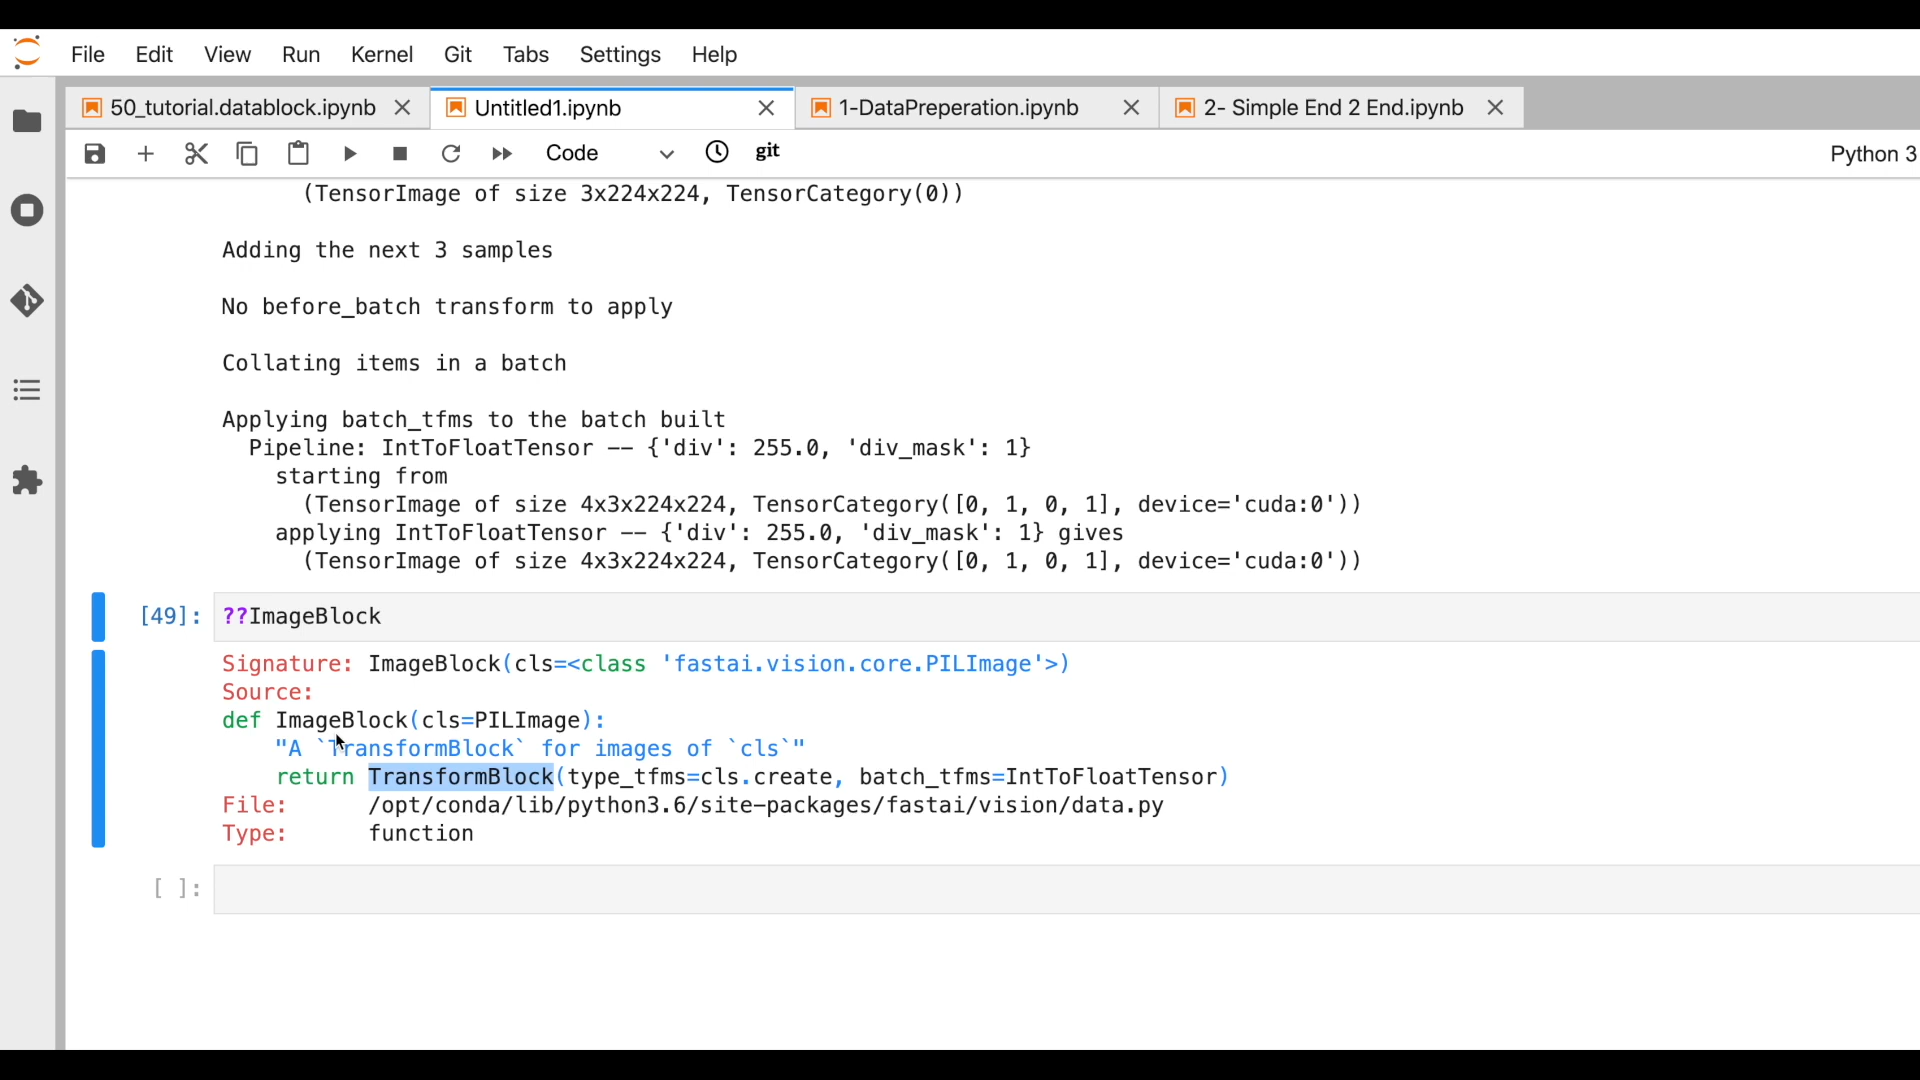 File Edit View Run Kernel Git Tabs Settings Help
50_tutorial.datablock.ipynb Untitled1.ipynb 1-DataPreperation.ipynb 2- Simple End 2 End.ipynb
Code git Python 3
(TensorImage of size 3x224x224, TensorCategory(0))
Adding the next 3 samples
No before_batch transform to apply
Collating items in a batch
Applying batch_tfms to the batch built
Pipeline: IntToFloatTensor -- {'div': 255.0, 'div_mask': 1}
starting from
(TensorImage of size 4x3x224x224, TensorCategory([0, 1, 0, 1], device='cuda:0'))
applying IntToFloatTensor -- {'div': 255.0, 'div_mask': 1} gives
(TensorImage of size 4x3x224x224, TensorCategory([0, 1, 0, 1], device='cuda:0'))
[49]: ??ImageBlock
Signature: ImageBlock(cls=<class 'fastai.vision.core.PILImage'>)
Source:
def ImageBlock(cls=PILImage):
"A `TransformBlock` for images of `cls`"
return TransformBlock(type_tfms=cls.create, batch_tfms=IntToFloatTensor)
File: /opt/conda/lib/python3.6/site-packages/fastai/vision/data.py
Type: function
[ ]: